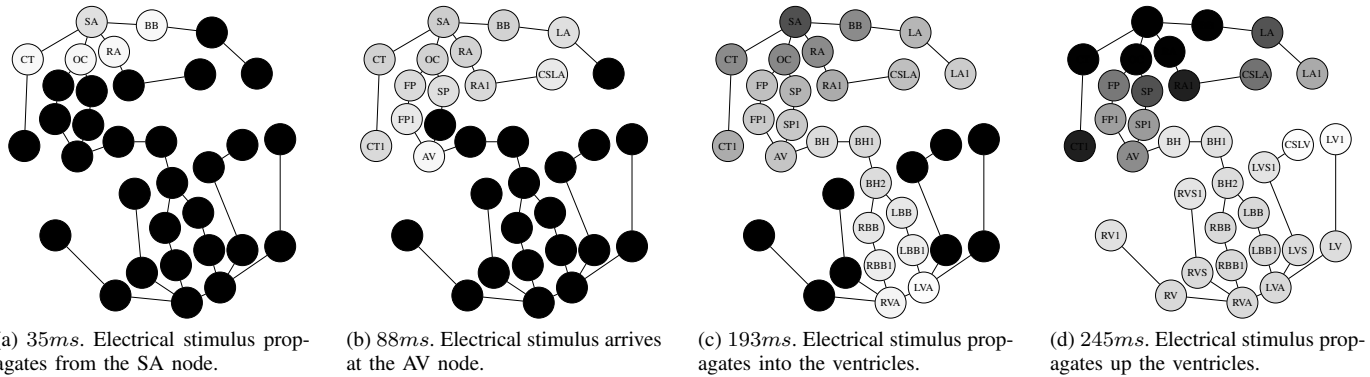 SA
BB
CT
OC
RA
SA
BB
LA
CT
OC
RA
FP
SP
RA1
CSLA
FP1
CT1
AV
SA
BB
LA
CT
OC
RA
FP
SP
RA1
CSLA
LA1
FP1
SP1
CT1
AV
BH
BH1
BH2
RBB
LBB
RBB1
LBB1
RVA
LVA
LA
FP
SP
RA1
CSLA
LA1
FP1
SP1
CT1
AV
BH
BH1
CSLV
LV1
LVS1
RVS1
BH2
RBB
LBB
RV1
RBB1
LBB1
LVS
LV
RVS
RV
RVA
LVA
(a) 35ms. Electrical stimulus prop-
agates from the SA node.
(b) 88ms. Electrical stimulus arrives
at the AV node.
(c) 193ms. Electrical stimulus prop-
agates into the ventricles.
(d) 245ms. Electrical stimulus prop-
agates up the ventricles.